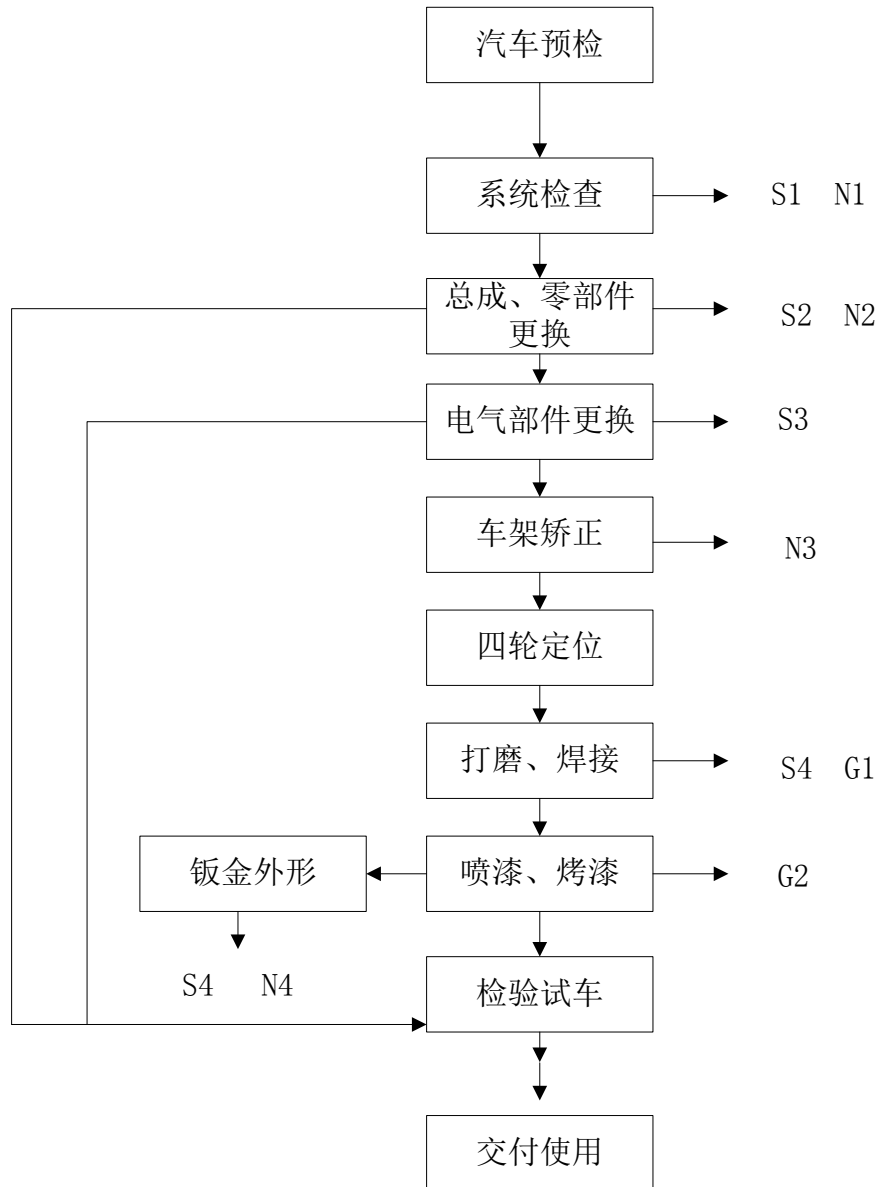 汽车预检
系统检查
S1 N1
总成、零部件
更换
S2 N2
电气部件更换
S3
车架矫正
N3
四轮定位
打磨、焊接
S4 G1
钣金外形
喷漆、烤漆
G2
S4 N4
检验试车
交付使用